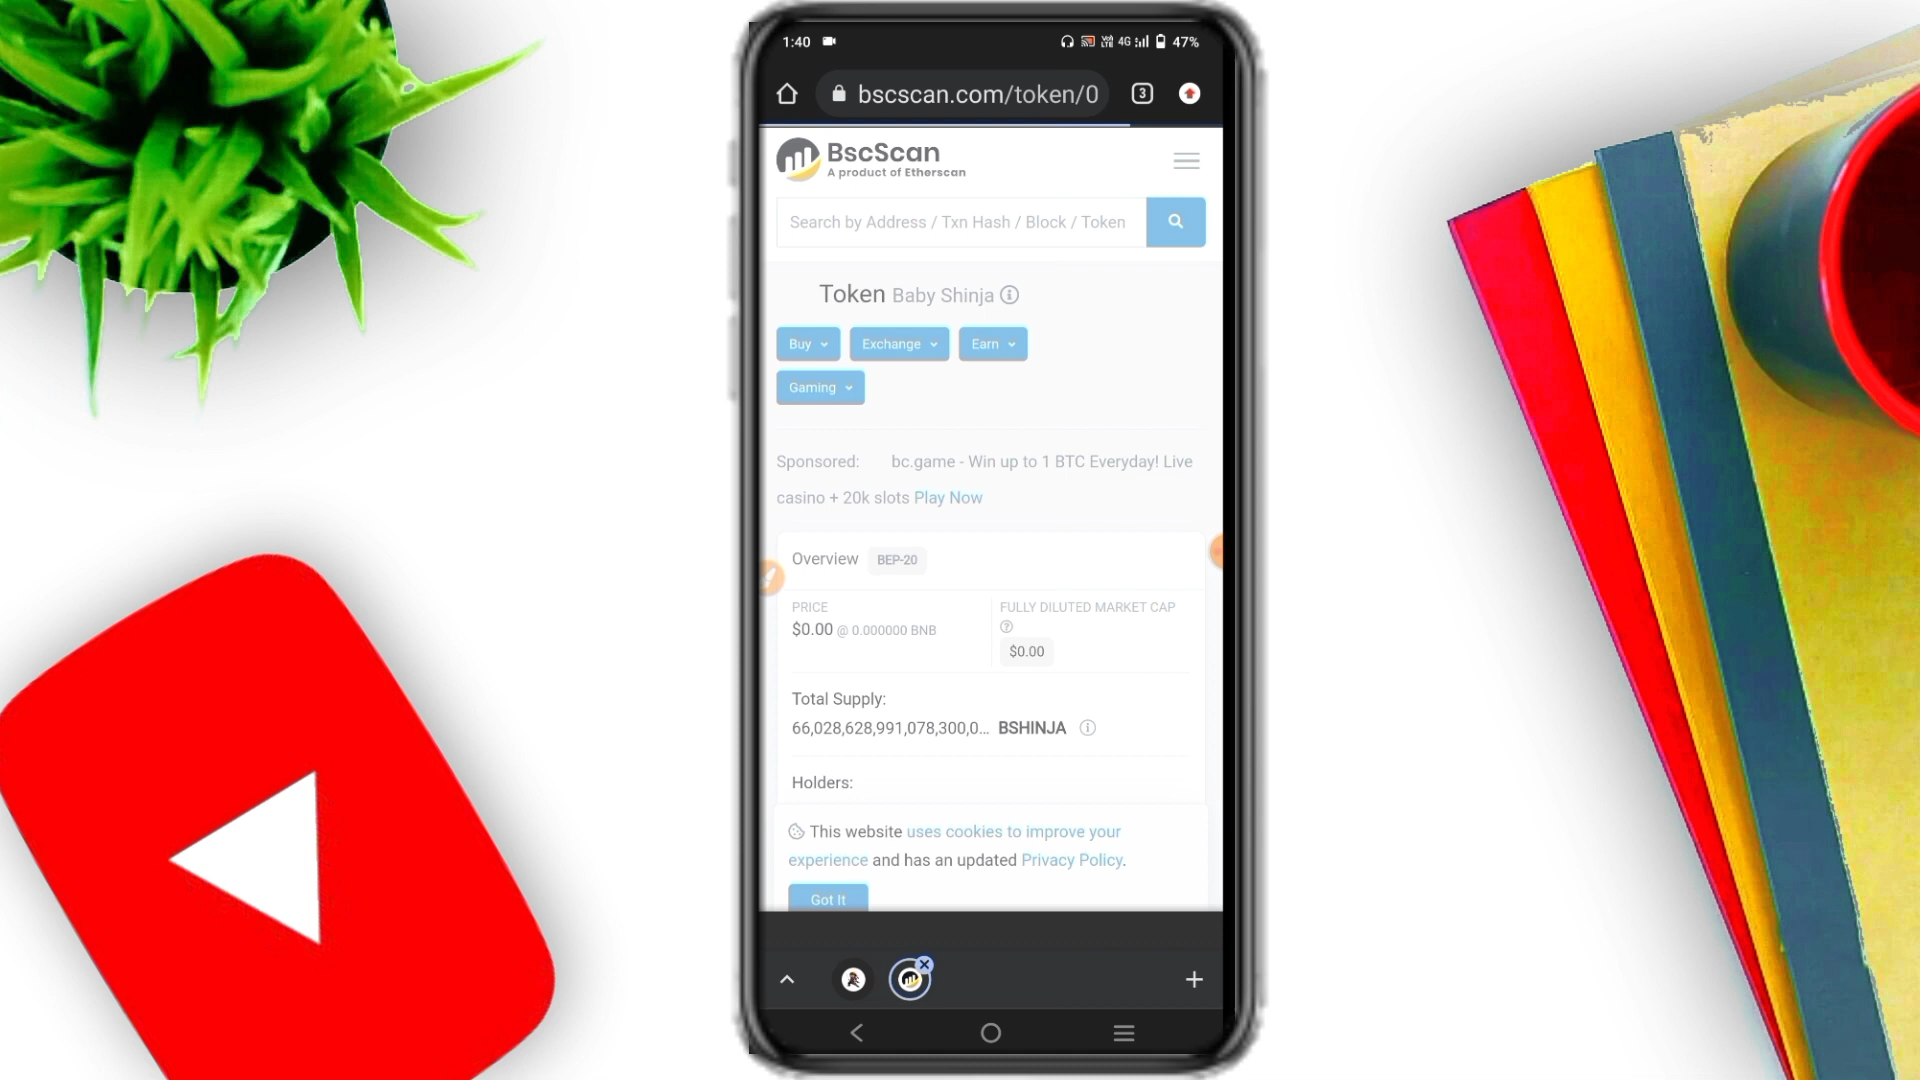 1:40
4G 47%
bscscan.com/token/0
3
BscScan
A product of Etherscan
Search by Address / Txn Hash / Block / Token
Token Baby Shinja
Buy Exchange Earn
Gaming
Sponsored: bc.game - Win up to 1 BTC Everyday! Live
casino + 20k slots Play Now
Overview BEP-20
PRICE
$0.00 @ 0.000000 BNB
FULLY DILUTED MARKET CAP
$0.00
Total Supply:
66,028,628,991,078,300,0... BSHINJA
Holders:
This website uses cookies to improve your
experience and has an updated Privacy Policy.
Got It